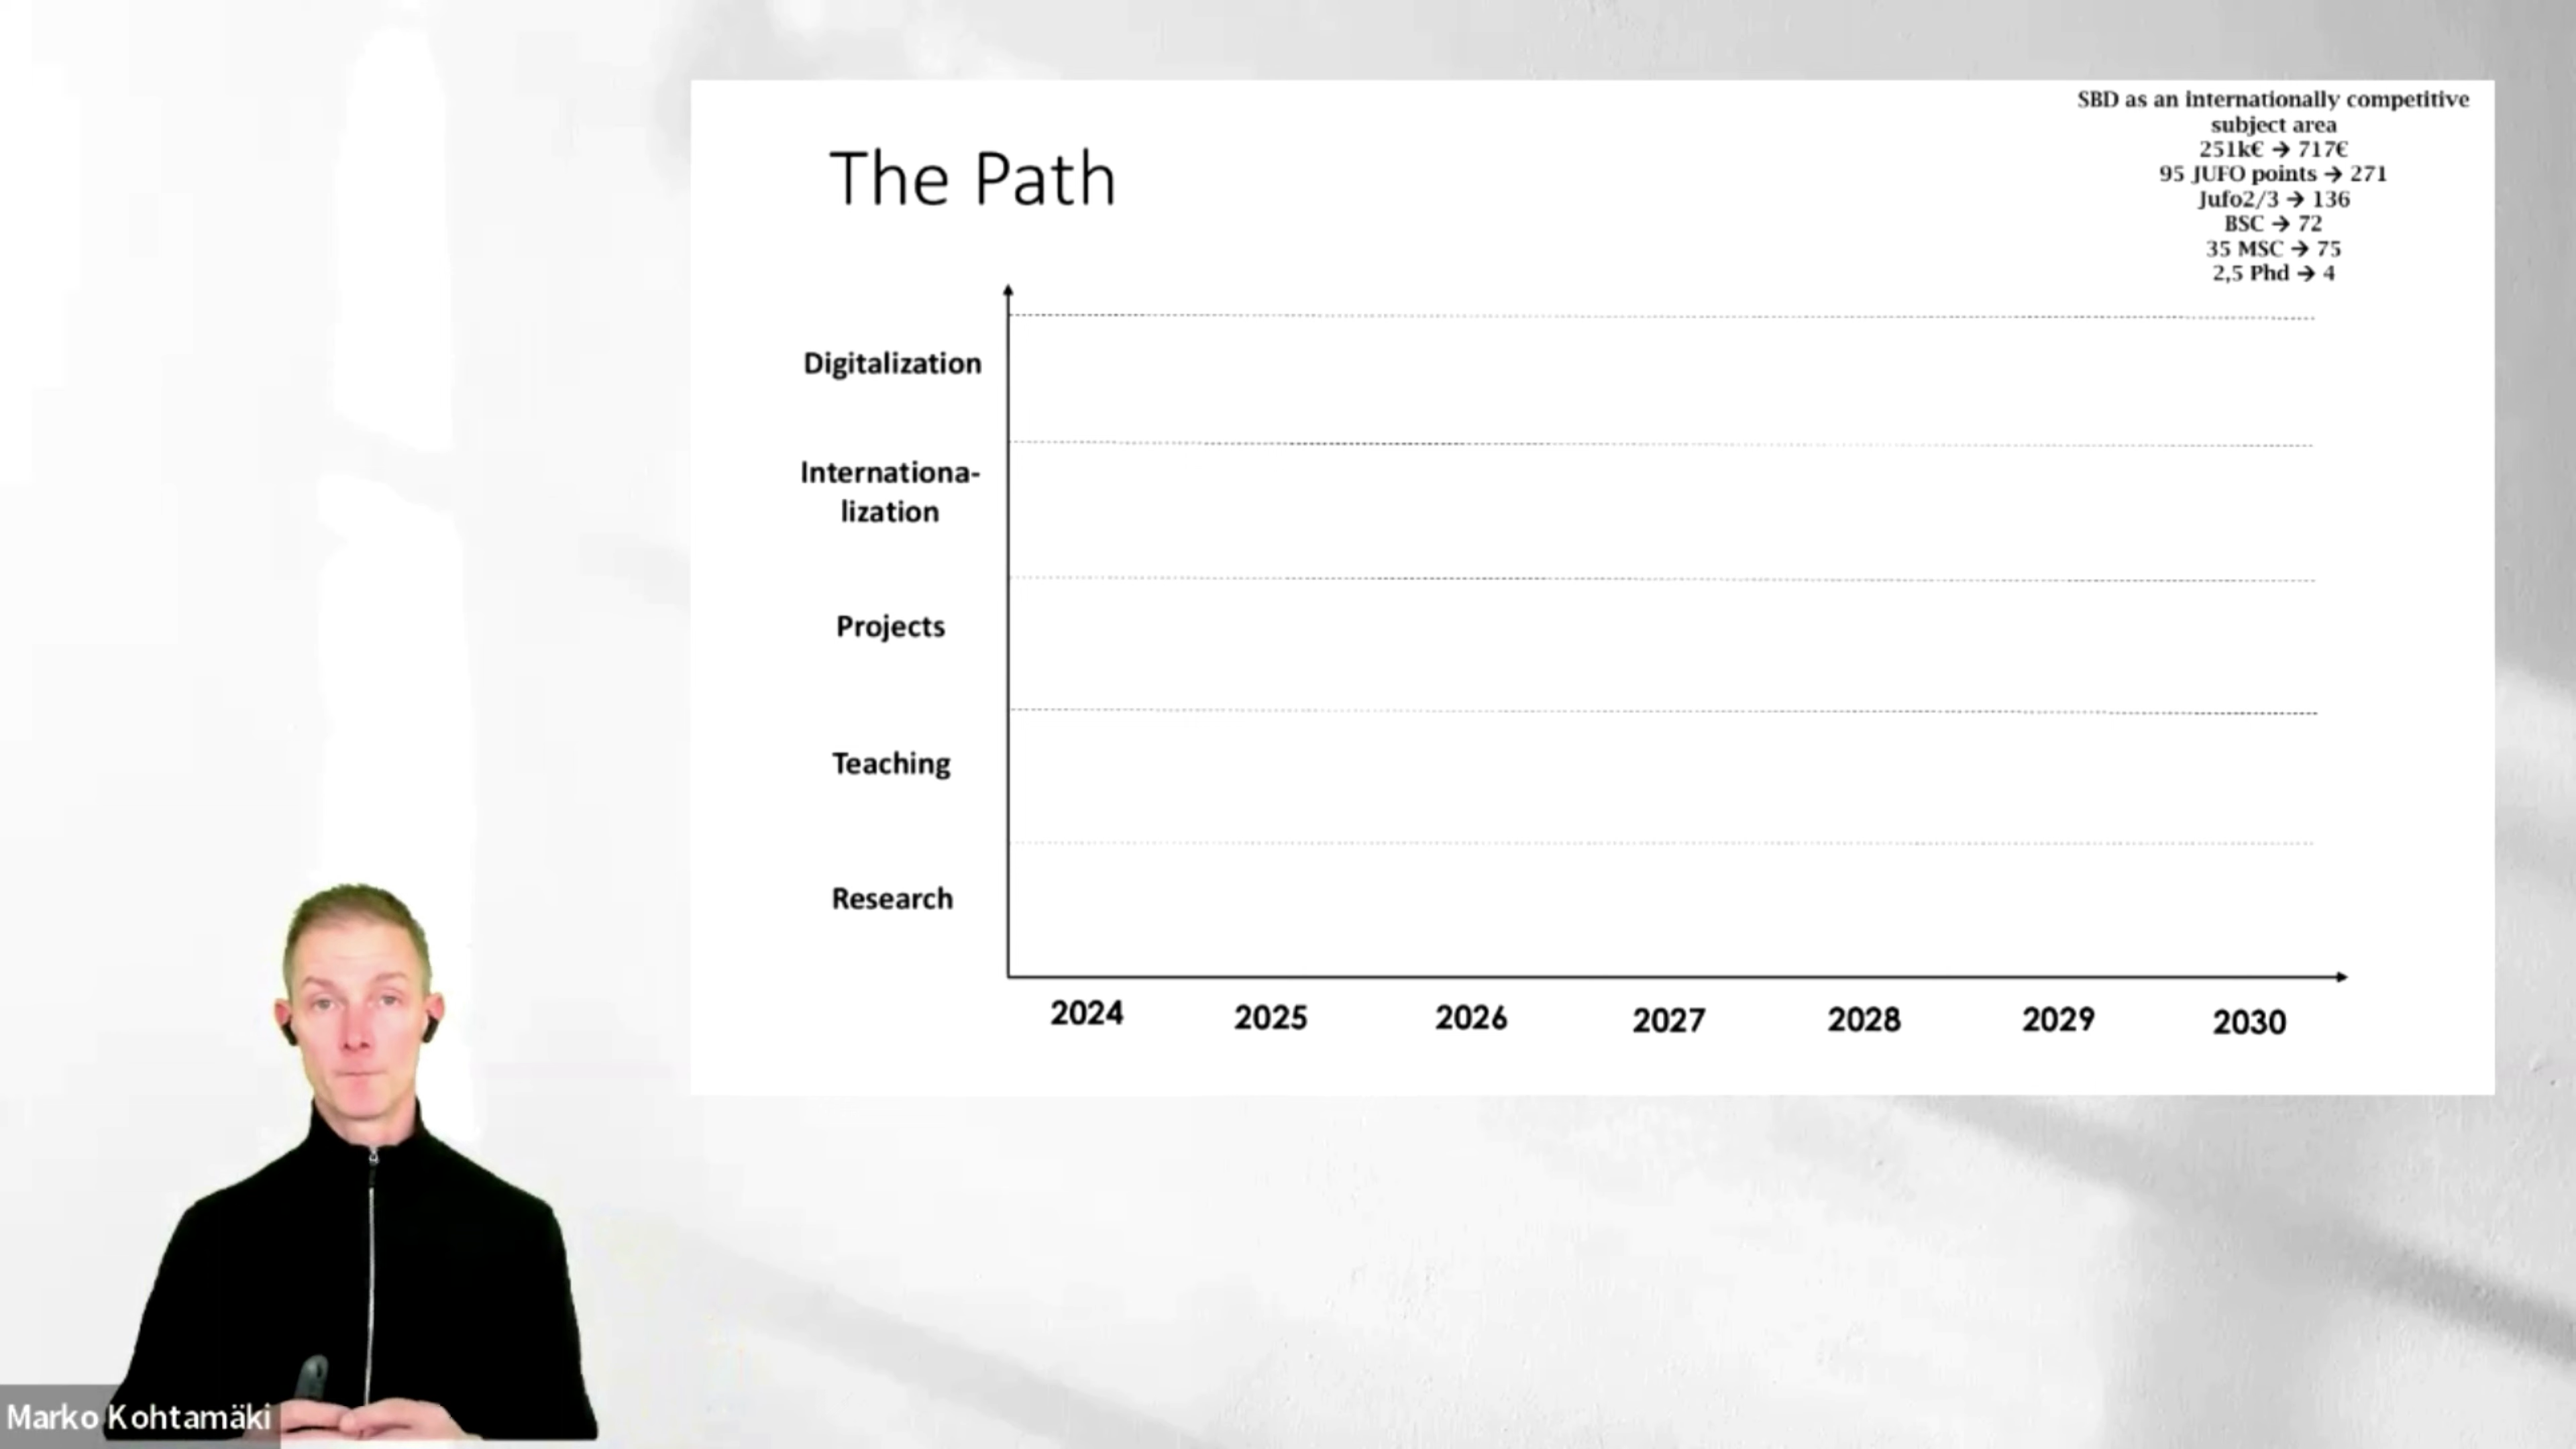 SBD as an internationally competitive
subject area
251k€ → 717€
95 JUFO points → 271
Jufo2/3 → 136
BSC → 72
35 MSC → 75
2,5 Phd → 4
The Path
Digitalization
Internationa-
lization
Projects
Teaching
Research
2024 2025 2026 2027 2028 2029 2030
Marko Kohtamäki